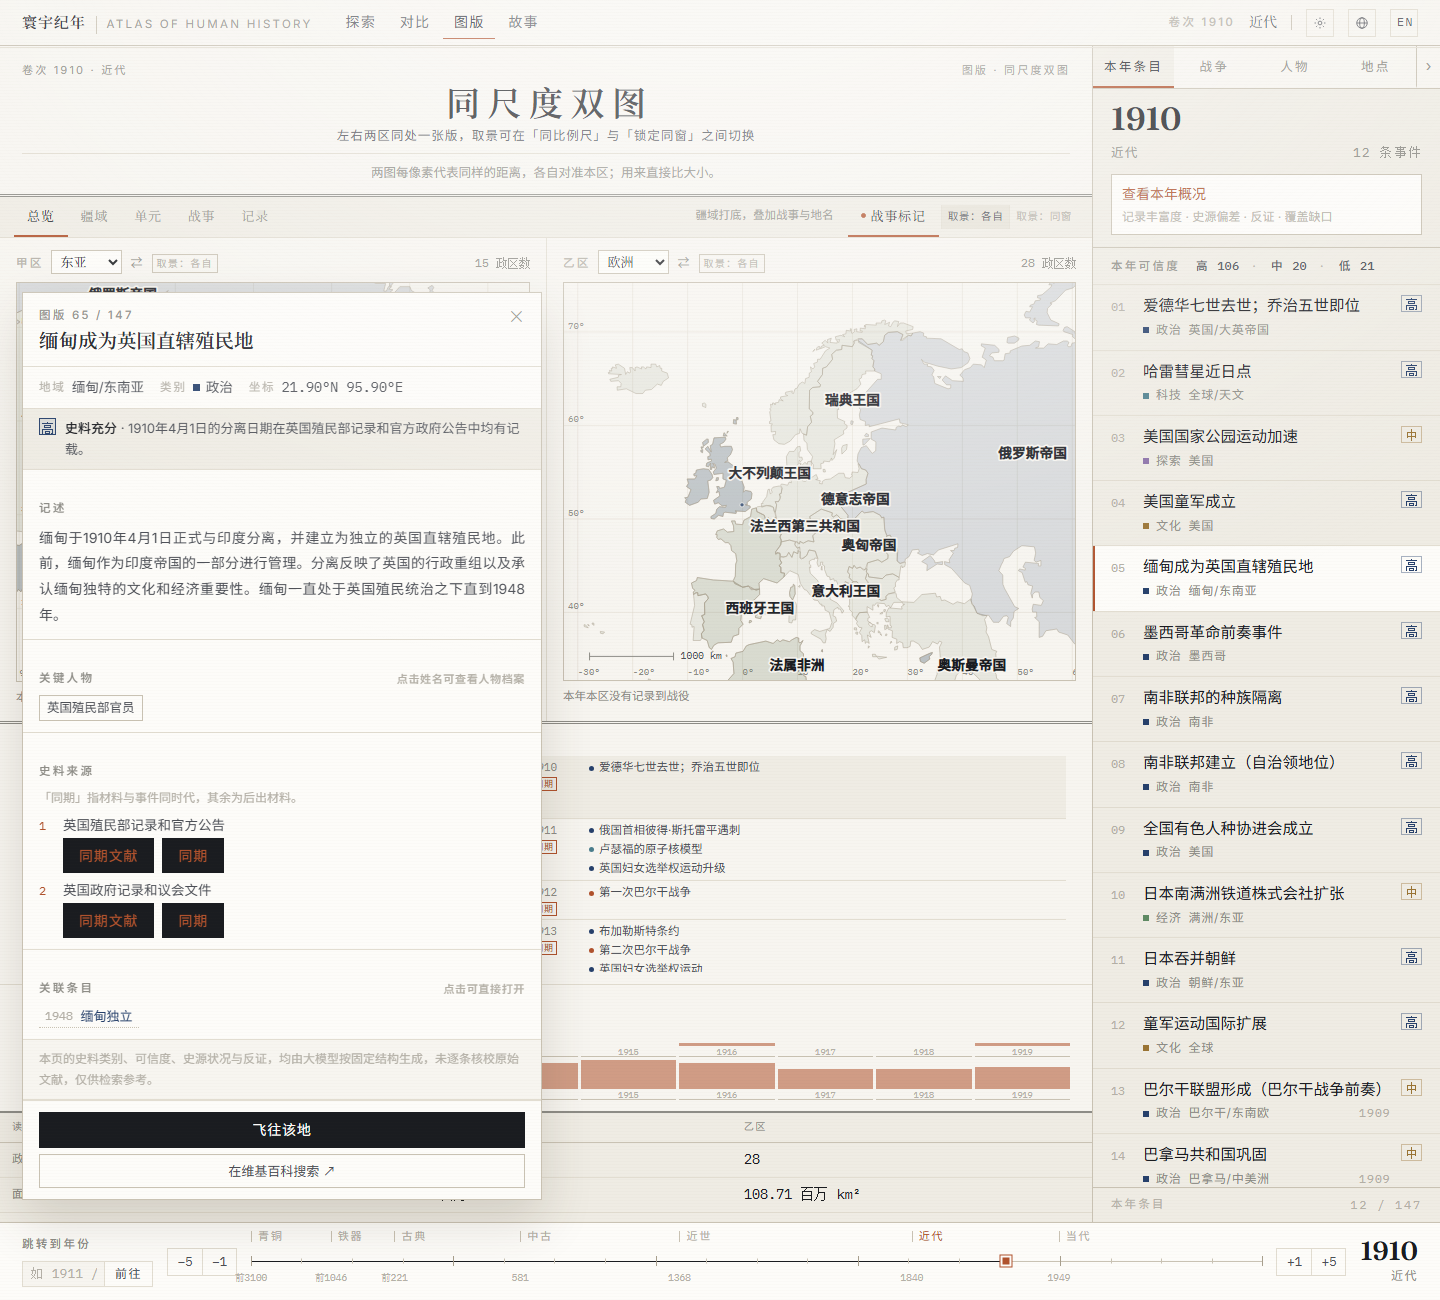 寰宇纪年 ATLAS OF HUMAN HISTORY 探索 对比 图版 故事 卷次 1910 近代 EN
卷次 1910 · 近代 图版 · 同尺度双图
同尺度双图
左右两区同处一张版，取景可在「同比例尺」与「锁定同窗」之间切换
两图每像素代表同样的距离，各自对准本区；用来直接比大小。
总览 疆域 单元 战事 记录 疆域打底，叠加战事与地名 战事标记 取景：各自 取景：同窗
甲区 东亚 ⇄ 取景：各自 15 政区数
乙区 欧洲 ⇄ 取景：各自 28 政区数
图版 65 / 147
缅甸成为英国直辖殖民地
地域 缅甸/东南亚 类别 政治 坐标 21.90°N 95.90°E
高 史料充分 · 1910年4月1日的分离日期在英国殖民部记录和官方政府公告中均有记
载。
记述
缅甸于1910年4月1日正式与印度分离，并建立为独立的英国直辖殖民地。此
前，缅甸作为印度帝国的一部分进行管理。分离反映了英国的行政重组以及承
认缅甸独特的文化和经济重要性。缅甸一直处于英国殖民统治之下直到1948
年。
关键人物 点击姓名可查看人物档案
英国殖民部官员
史料来源
「同期」指材料与事件同时代，其余为后出材料。
1 英国殖民部记录和官方公告
同期文献 同期
2 英国政府记录和议会文件
同期文献 同期
关联条目 点击可直接打开
1948 缅甸独立
本页的史料类别、可信度、史源状况与反证，均由大模型按固定结构生成，未逐条核校原始
文献，仅供检索参考。
飞往该地
在维基百科搜索 ↗
70°
60°
50°
40°
瑞典王国
俄罗斯帝国
大不列颠王国
德意志帝国
法兰西第三共和国
奥匈帝国
意大利王国
西班牙王国
1000 km
法属非洲 奥斯曼帝国
-30° -20° -10° 0° 20° 50°
本年本区没有记录到战役
爱德华七世去世；乔治五世即位
俄国首相彼得·斯托雷平遇刺
卢瑟福的原子核模型
英国妇女选举权运动升级
第一次巴尔干战争
布加勒斯特条约
第二次巴尔干战争
英国妇女选举权运动
1915 1916 1917 1918 1919
1915 1916 1917 1918 1919
乙区
28
108.71 百万 km²
本年条目 战争 人物 地点 ›
1910
近代 12 条事件
查看本年概况
记录丰富度 · 史源偏差 · 反证 · 覆盖缺口
本年可信度 高 106 · 中 20 · 低 21
01 爱德华七世去世；乔治五世即位 高
政治 英国/大英帝国
02 哈雷彗星近日点 高
科技 全球/天文
03 美国国家公园运动加速 中
探索 美国
04 美国童军成立 高
文化 美国
05 缅甸成为英国直辖殖民地 高
政治 缅甸/东南亚
06 墨西哥革命前奏事件 高
政治 墨西哥
07 南非联邦的种族隔离 高
政治 南非
08 南非联邦建立（自治领地位） 高
政治 南非
09 全国有色人种协进会成立 高
政治 美国
10 日本南满洲铁道株式会社扩张 中
经济 满洲/东亚
11 日本吞并朝鲜 高
政治 朝鲜/东亚
12 童军运动国际扩展 高
文化 全球
13 巴尔干联盟形成（巴尔干战争前奏） 中
政治 巴尔干/东南欧 1909
14 巴拿马共和国巩固 中
政治 巴拿马/中美洲 1909
本年条目 12 / 147
跳转到年份
如 1911 / 前往 −5 −1
青铜 铁器 古典 中古 近世 近代 当代
前3100 前1046 前221 581 1368 1840 1949
+1 +5
1910
近代